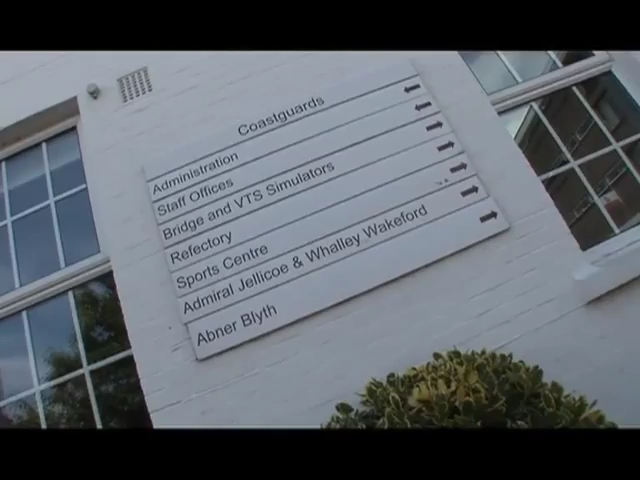 Coastguards
Administration
Staff Offices
Bridge and VTS Simulators
Refectory
Sports Centre
Admiral Jellicoe & Whalley Wakeford
Abner Blyth